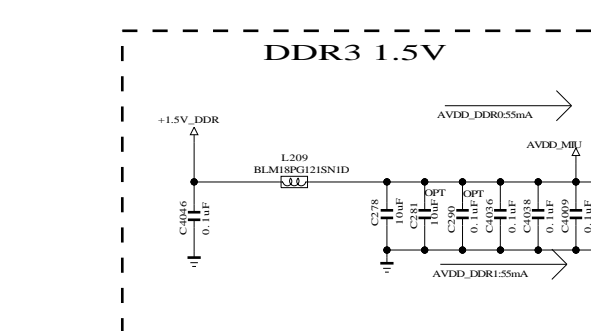 DDR3 1.5V
AVDD_DDR0:55mA
+1.5V_DDR
AVDD_MIU
L209
BLM18PG121SN1D
C4046
0.1uF
C278
10uF
C281
OPT
10uF
C290
OPT
0.1uF
C4036
0.1uF
C4038
0.1uF
C4009
0.1uF
AVDD_DDR1:55mA